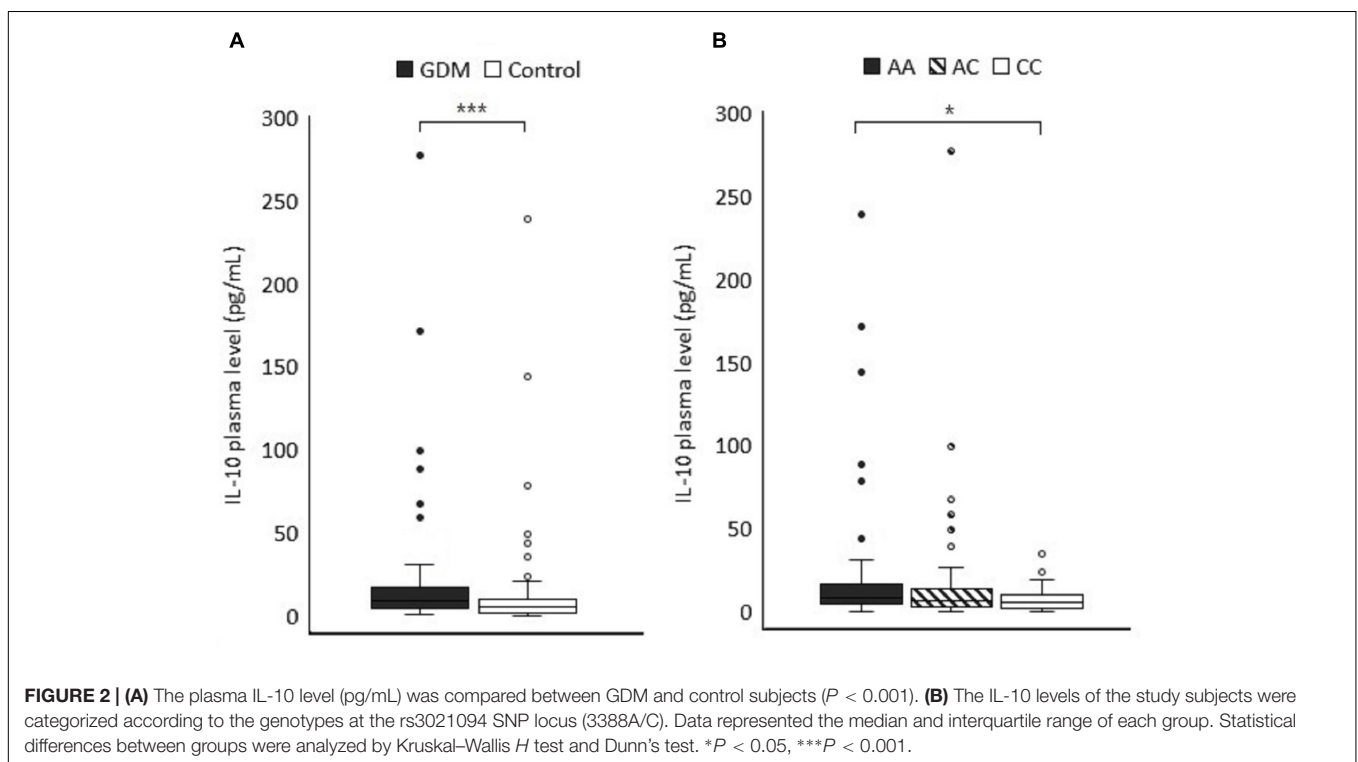 A
GDM Control
***
300
250
200
150
100
50
0
IL-10 plasma level (pg/mL)
B
AA AC CC
*
300
250
200
150
100
50
0
IL-10 plasma level (pg/mL)
FIGURE 2 | (A) The plasma IL-10 level (pg/mL) was compared between GDM and control subjects (P < 0.001). (B) The IL-10 levels of the study subjects were
categorized according to the genotypes at the rs3021094 SNP locus (3388A/C). Data represented the median and interquartile range of each group. Statistical
differences between groups were analyzed by Kruskal–Wallis H test and Dunn's test. *P < 0.05, ***P < 0.001.